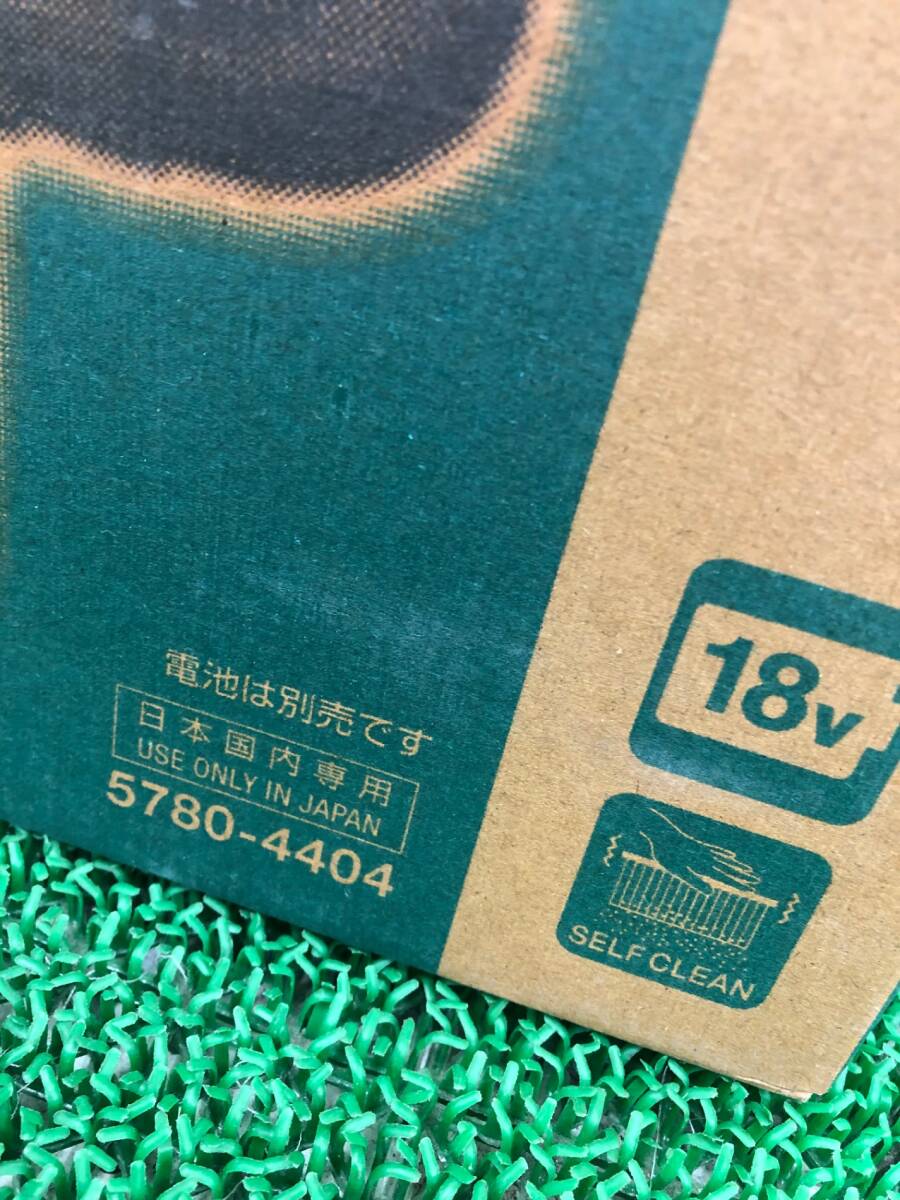 電池は別売です
日本国内専用
USE ONLY IN JAPAN
5780-4404
18v
SELF CLEAN